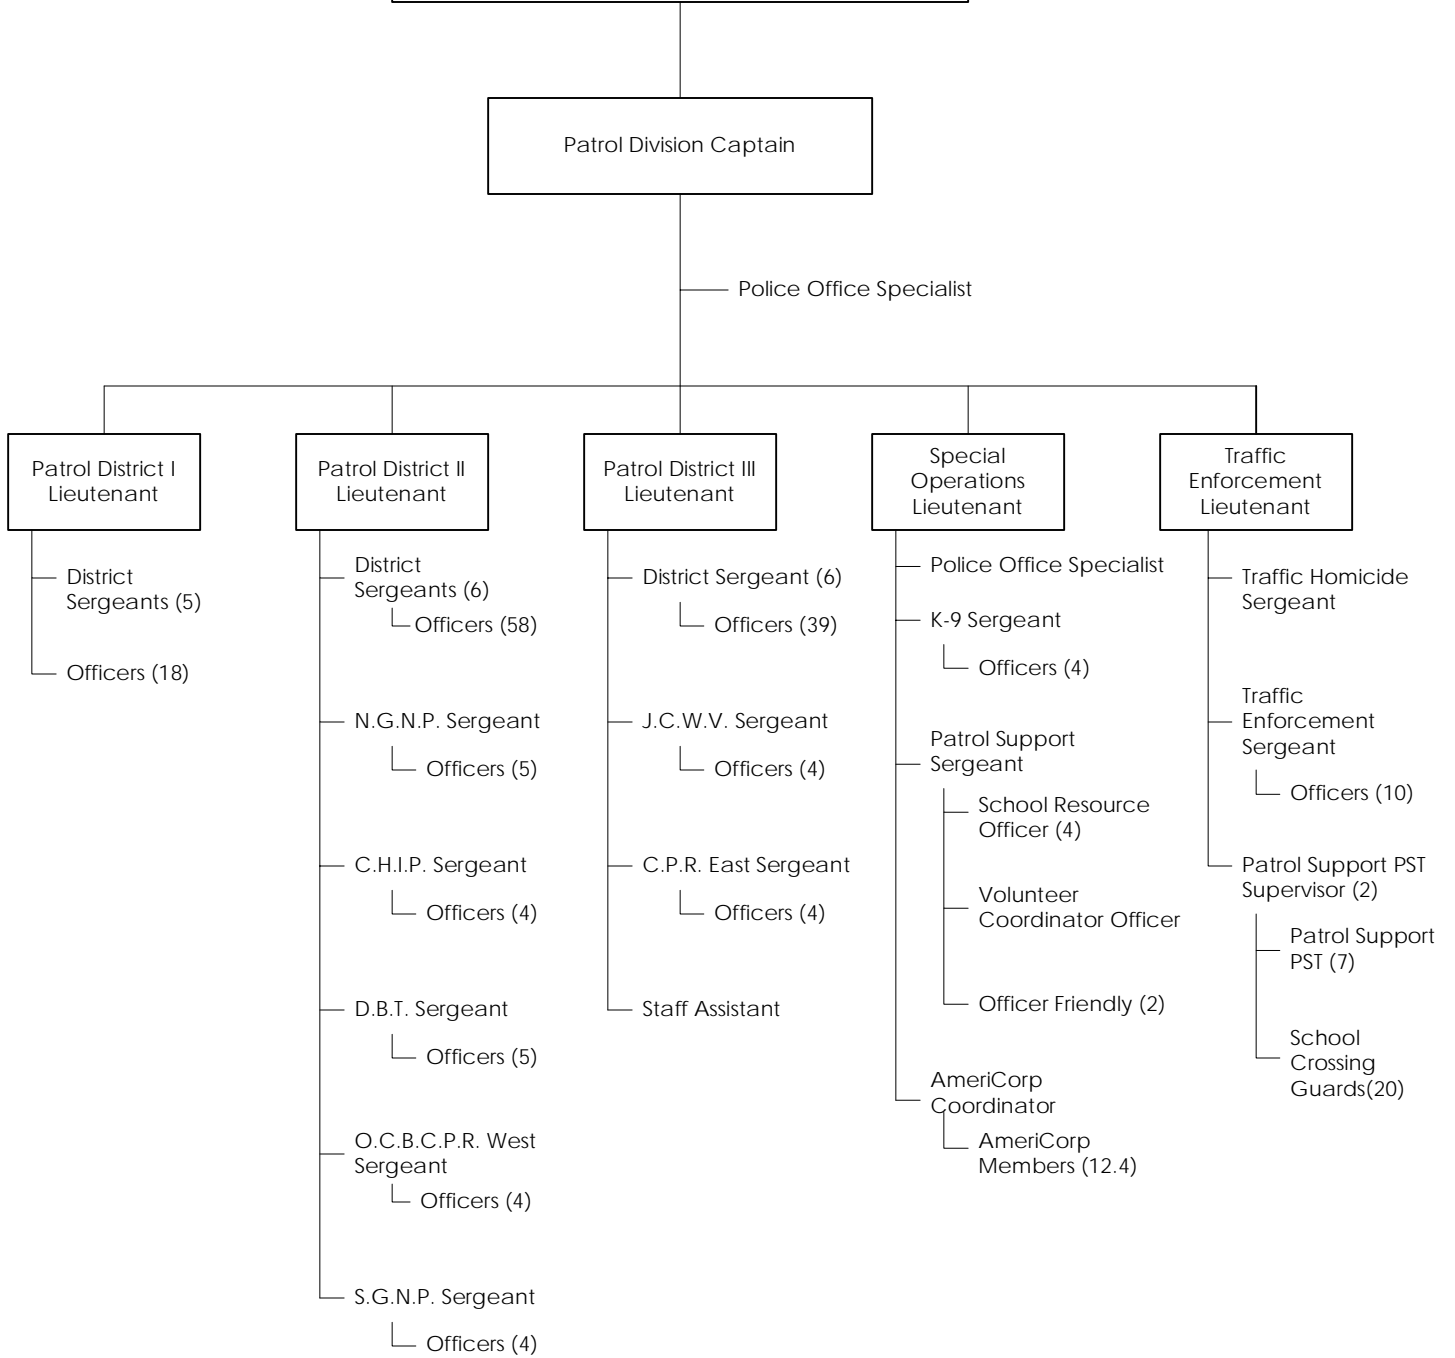 Patrol Division Captain
Police Office Specialist
Patrol District I
Lieutenant
District
Sergeants (5)
Officers (18)
Patrol District II
Lieutenant
District
Sergeants (6)
Officers (58)
N.G.N.P. Sergeant
Officers (5)
C.H.I.P. Sergeant
Officers (4)
D.B.T. Sergeant
Officers (5)
O.C.B.C.P.R. West
Sergeant
Officers (4)
S.G.N.P. Sergeant
Officers (4)
Patrol District III
Lieutenant
District Sergeant (6)
Officers (39)
J.C.W.V. Sergeant
Officers (4)
C.P.R. East Sergeant
Officers (4)
Staff Assistant
Special
Operations
Lieutenant
Police Office Specialist
K-9 Sergeant
Officers (4)
Patrol Support
Sergeant
School Resource
Officer (4)
Volunteer
Coordinator Officer
Officer Friendly (2)
AmeriCorp
Coordinator
AmeriCorp
Members (12.4)
Traffic
Enforcement
Lieutenant
Traffic Homicide
Sergeant
Traffic
Enforcement
Sergeant
Officers (10)
Patrol Support PST
Supervisor (2)
Patrol Support
PST (7)
School
Crossing
Guards(20)